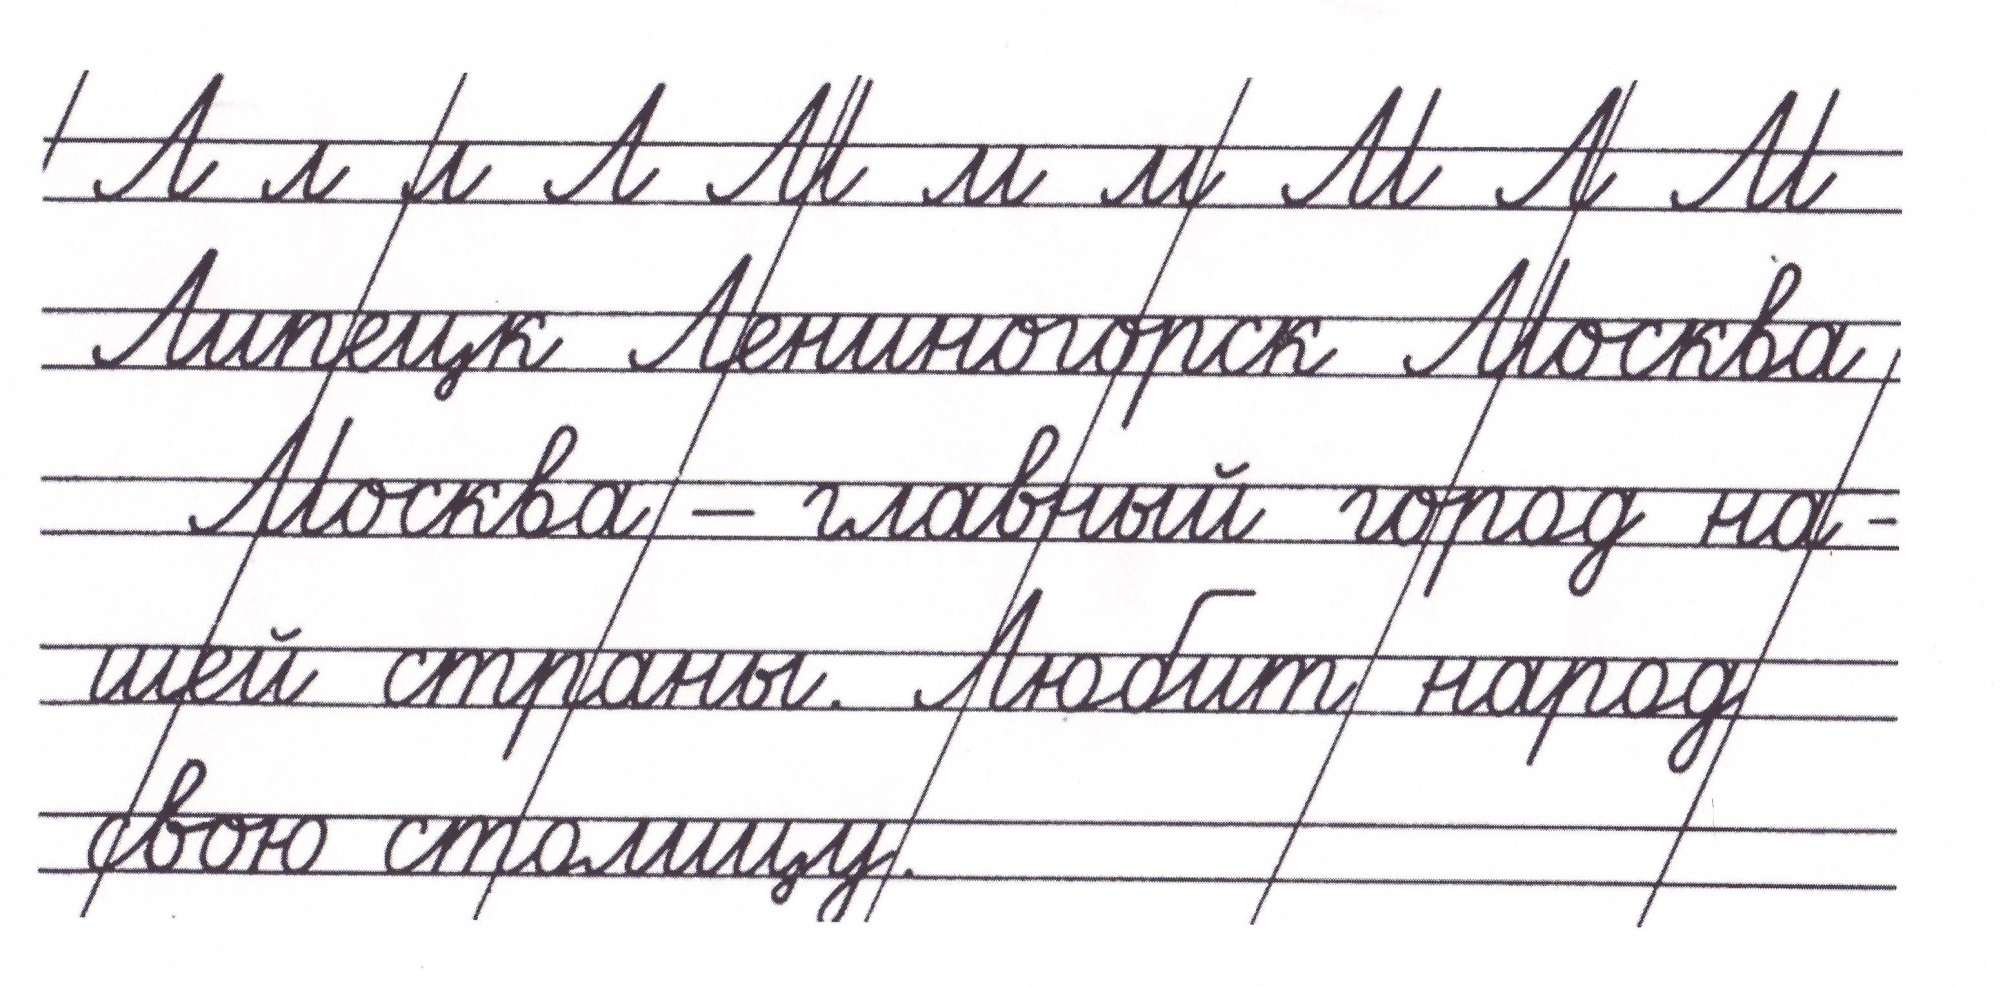 Л л л Л М м м М Л М
Липецк Лениногорск Москва
Москва – главный город на-
шей страны. Любит народ
свою столицу.